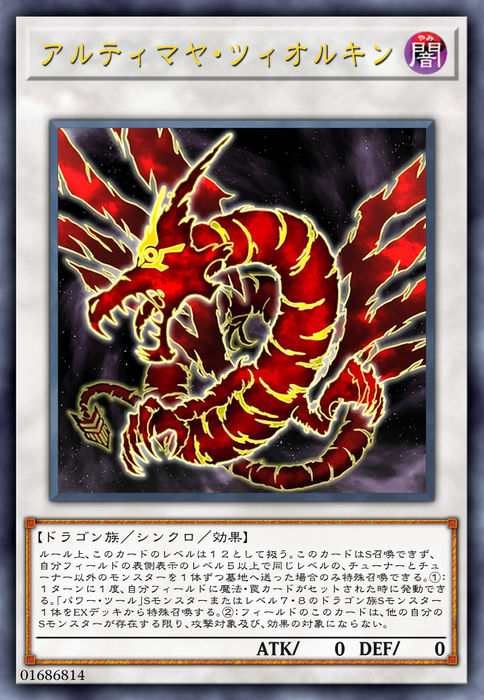 アルティマヤ・ツィオルキン
やみ
闇
【ドラゴン族／シンクロ／効果】
ルール上、このカードのレベルは１２として扱う。このカードはS召喚できず、
自分フィールドの表側表示のレベル５以上で同じレベルの、チューナーとチュ
ーナー以外のモンスターを１体ずつ墓地へ送った場合のみ特殊召喚できる。①：
１ターンに１度、自分フィールドに魔法・罠カードがセットされた時に発動でき
る。「パワー・ツール」Sモンスターまたはレベル７・８のドラゴン族Sモンスター
１体をEXデッキから特殊召喚する。②：フィールドのこのカードは、他の自分の
Sモンスターが存在する限り、攻撃対象及び、効果の対象にならない。
ATK/ 0 DEF/ 0
01686814